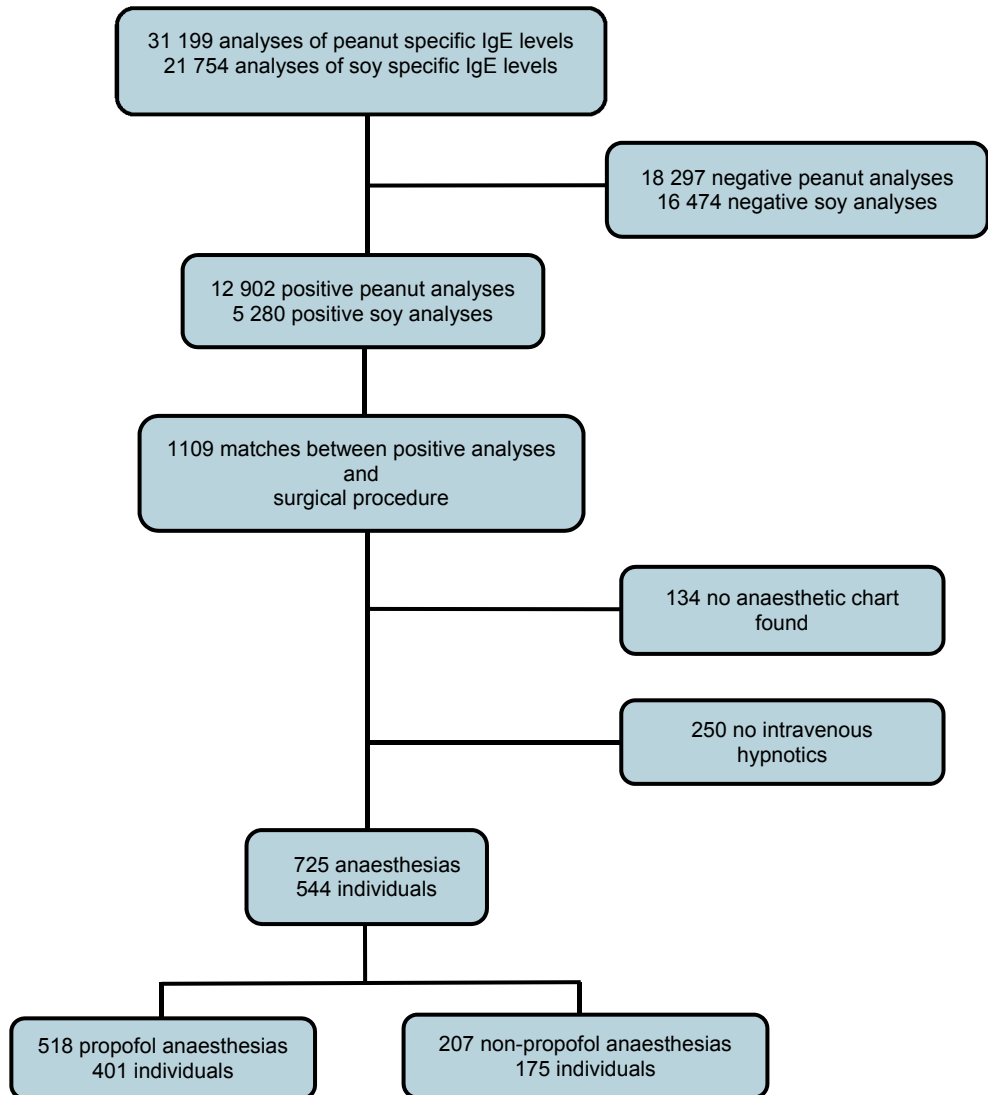 31 199 analyses of peanut specific IgE levels
21 754 analyses of soy specific IgE levels
18 297 negative peanut analyses
16 474 negative soy analyses
12 902 positive peanut analyses
5 280 positive soy analyses
1109 matches between positive analyses
and
surgical procedure
134 no anaesthetic chart
found
250 no intravenous
hypnotics
725 anaesthesias
544 individuals
518 propofol anaesthesias
401 individuals
207 non-propofol anaesthesias
175 individuals